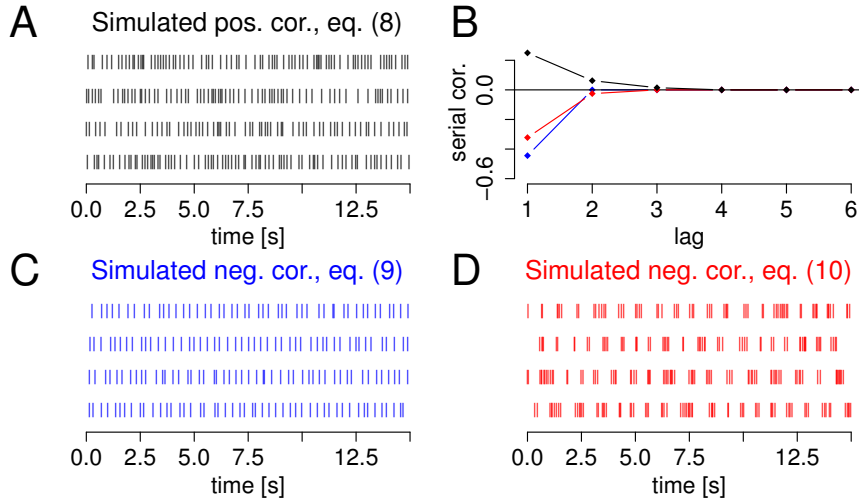 A
Simulated pos. cor., eq. (8)
0.0 2.5 5.0 7.5 12.5
time [s]
B
serial cor.
0.0
−0.6
1 2 3 4 5 6
lag
C
Simulated neg. cor., eq. (9)
0.0 2.5 5.0 7.5 12.5
time [s]
D
Simulated neg. cor., eq. (10)
0.0 2.5 5.0 7.5 12.5
time [s]